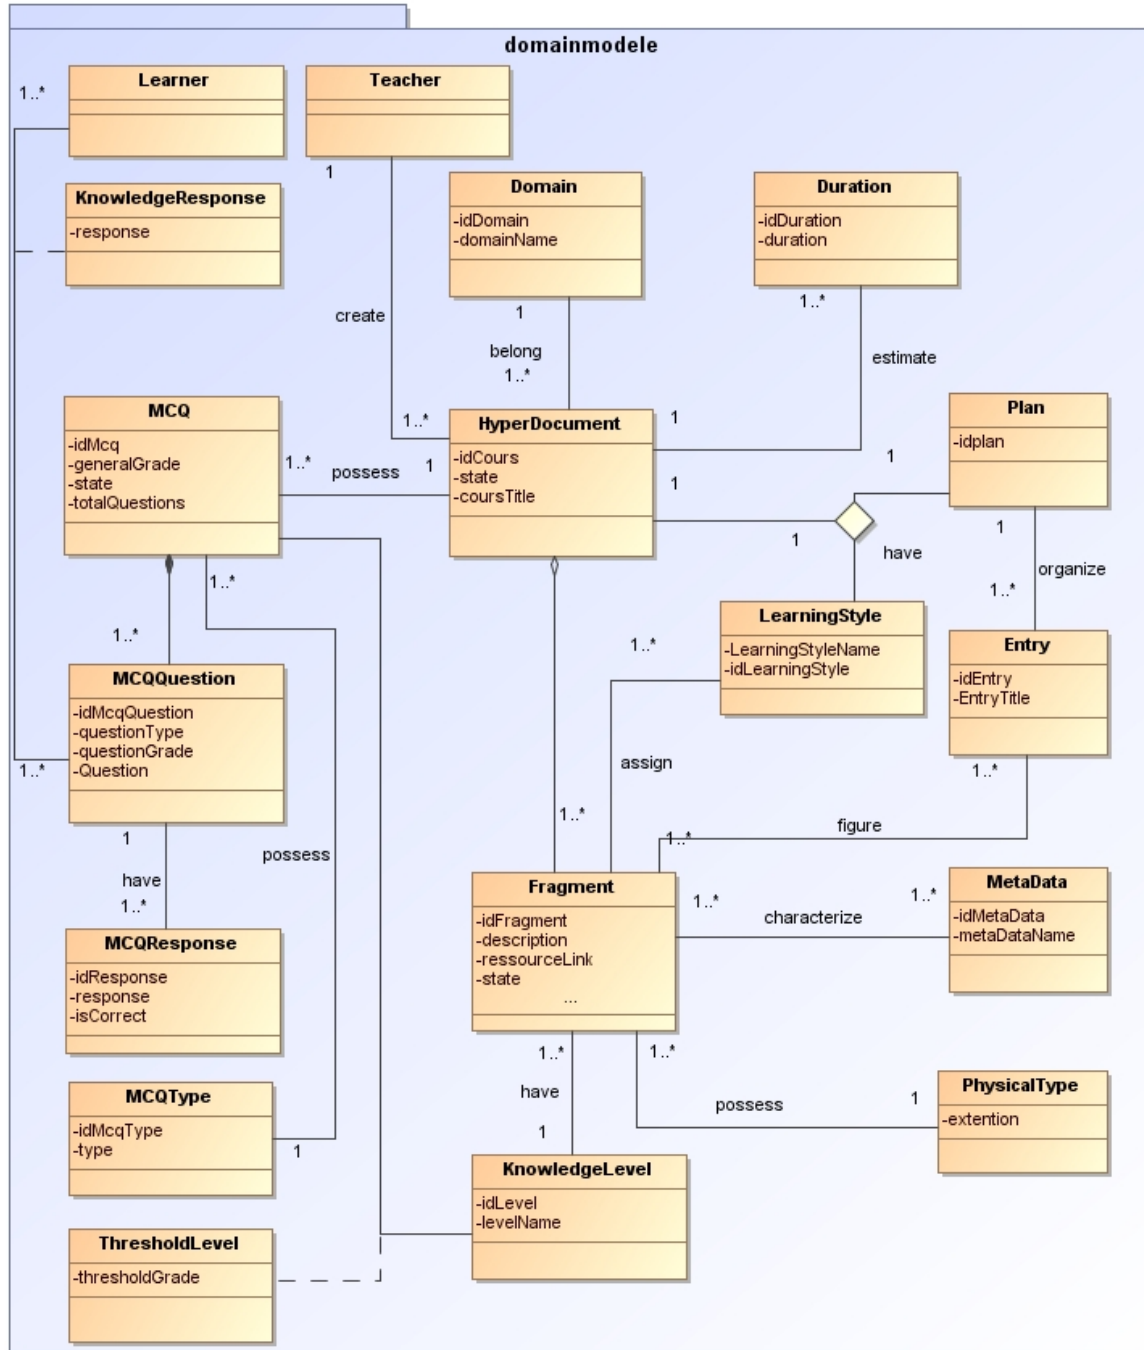 domainmodele
Learner
Teacher
1..*
1
KnowledgeResponse
-response
Domain
-idDomain
-domainName
Duration
-idDuration
-duration
1
1..*
create
belong
1..*
estimate
MCQ
-idMcq
-generalGrade
-state
-totalQuestions
1..*
possess
1..*
1
HyperDocument
-idCours
-state
-coursTitle
1
1
1
1
have
Plan
-idplan
1
organize
1..*
1..*
1..*
MCQQuestion
-idMcqQuestion
-questionType
-questionGrade
-Question
1..*
LearningStyle
-LearningStyleName
-idLearningStyle
1..*
Entry
-idEntry
-EntryTitle
1..*
assign
1..*
figure
1..*
1
have
1..*
possess
MCQResponse
-idResponse
-response
-isCorrect
Fragment
-idFragment
-description
-ressourceLink
-state
...
1..*
characterize
1..*
MetaData
-idMetaData
-metaDataName
1..*
have
1
1..*
possess
1
PhysicalType
-extention
MCQType
-idMcqType
-type
1
KnowledgeLevel
-idLevel
-levelName
ThresholdLevel
-thresholdGrade